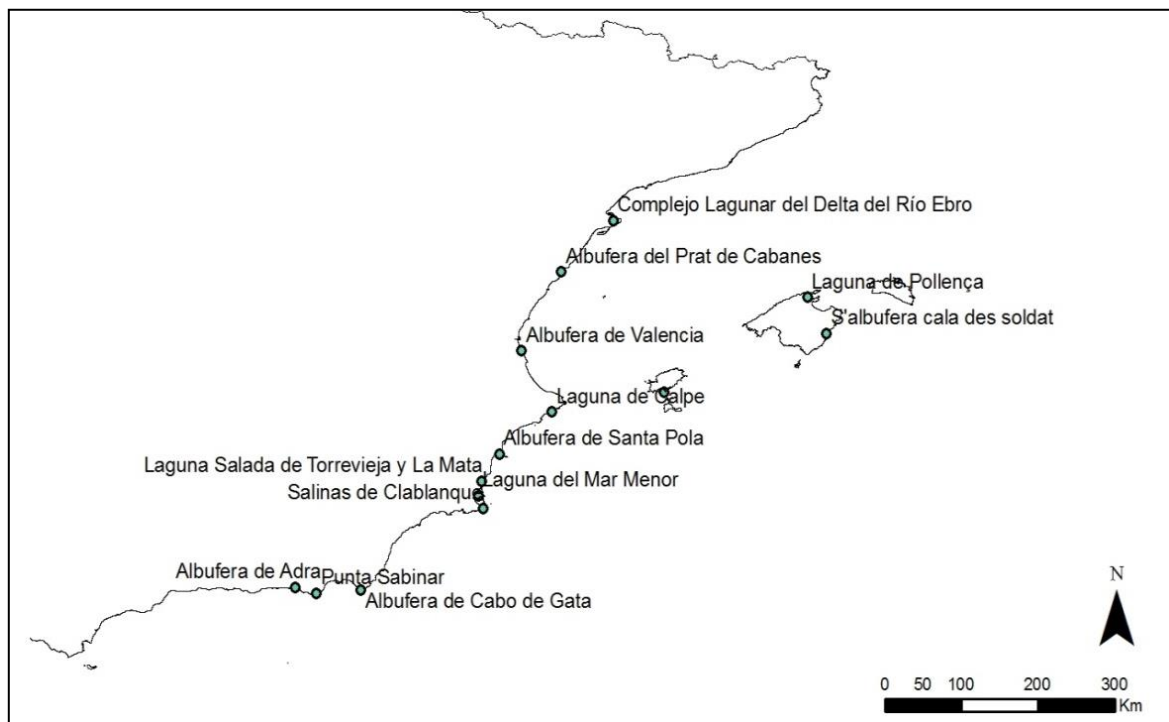 Complejo Lagunar del Delta del Río Ebro
Albufera del Prat de Cabanes
Laguna de Pollença
S'albufera cala des soldat
Albufera de Valencia
Laguna de Calpe
Albufera de Santa Pola
Laguna Salada de Torrevieja y La Mata
Laguna del Mar Menor
Salinas de Clablanque
Albufera de Adra
Punta Sabinar
Albufera de Cabo de Gata
N
0 50 100 200 300
Km